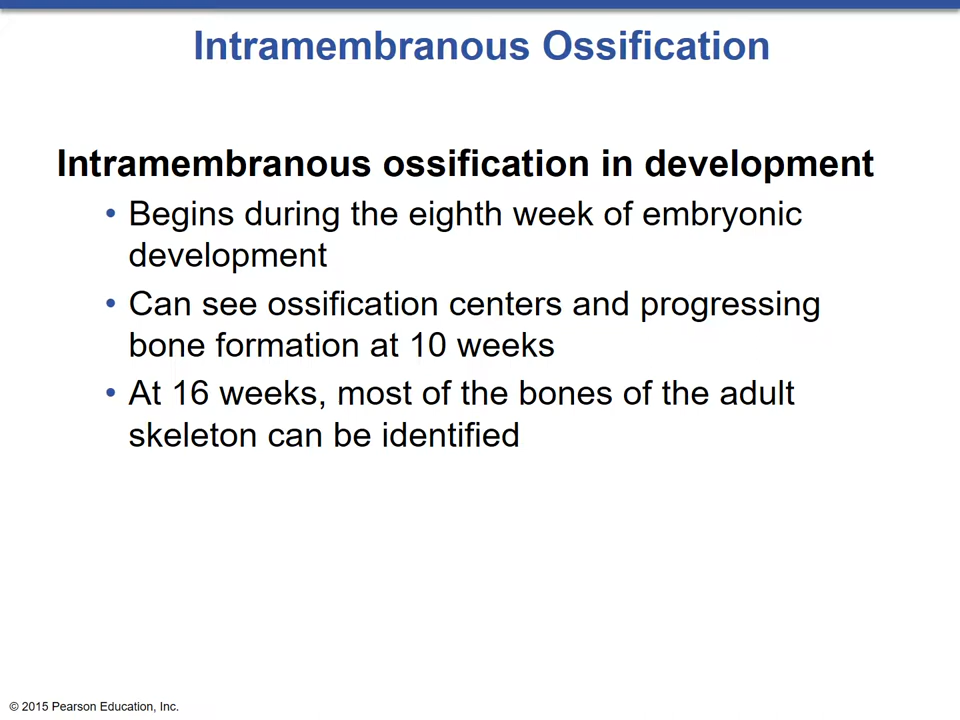 Intramembranous Ossification
Intramembranous ossification in development
• Begins during the eighth week of embryonic
development
• Can see ossification centers and progressing
bone formation at 10 weeks
• At 16 weeks, most of the bones of the adult
skeleton can be identified
© 2015 Pearson Education, Inc.